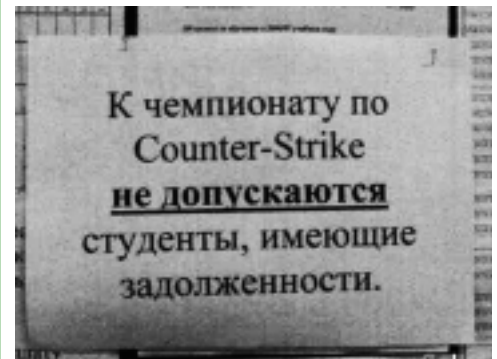 К чемпионату по
Counter-Strike
не допускаются
студенты, имеющие
задолженности.